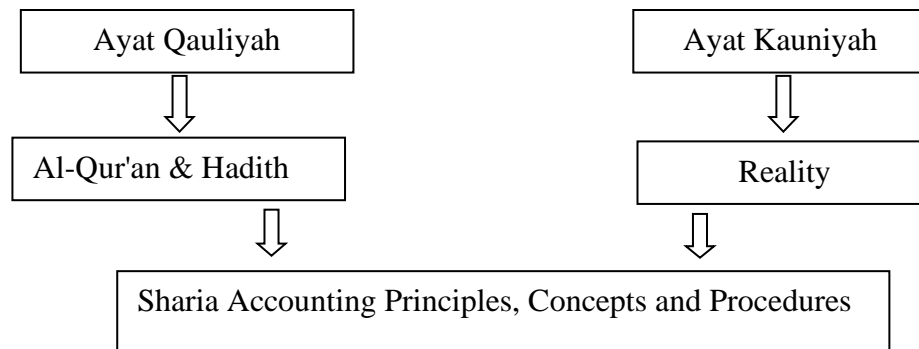 Ayat Qauliyah
Ayat Kauniyah
Al-Qur'an & Hadith
Reality
Sharia Accounting Principles, Concepts and Procedures